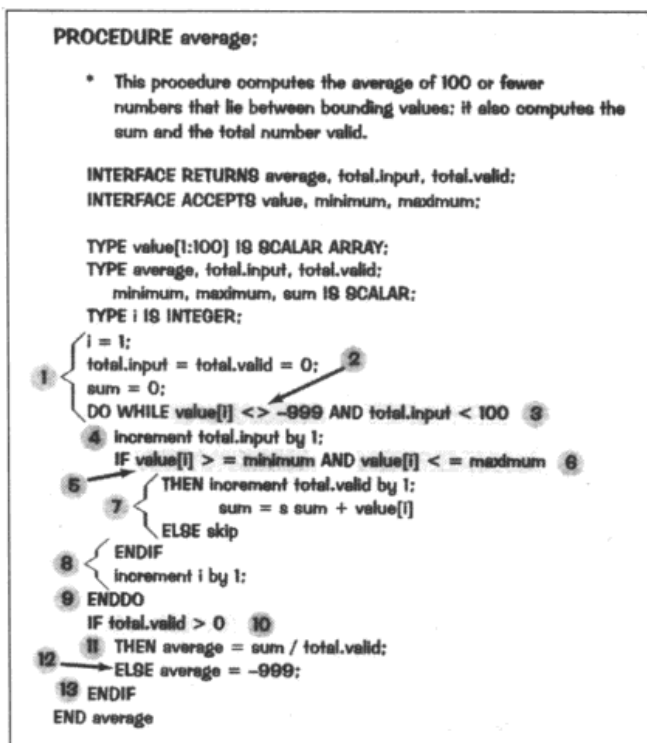 PROCEDURE average;
* This procedure computes the average of 100 or fewer
numbers that lie between bounding values; it also computes the
sum and the total number valid.
INTERFACE RETURNS average, total.input, total.valid;
INTERFACE ACCEPTS value, minimum, maximum;
TYPE value[1:100] IS SCALAR ARRAY;
TYPE average, total.input, total.valid;
minimum, maximum, sum IS SCALAR;
TYPE i IS INTEGER;
i = 1;
1 total.input = total.valid = 0; 2
sum = 0;
DO WHILE value[i] <> -999 AND total.input < 100 3
4 increment total.input by 1;
IF value[i] > = minimum AND value[i] < = maximum 6
5 THEN increment total.valid by 1;
7 sum = s sum + value[i]
ELSE skip
8 ENDIF
increment i by 1;
9 ENDDO
IF total.valid > 0 10
11 THEN average = sum / total.valid;
12 ELSE average = -999;
13 ENDIF
END average